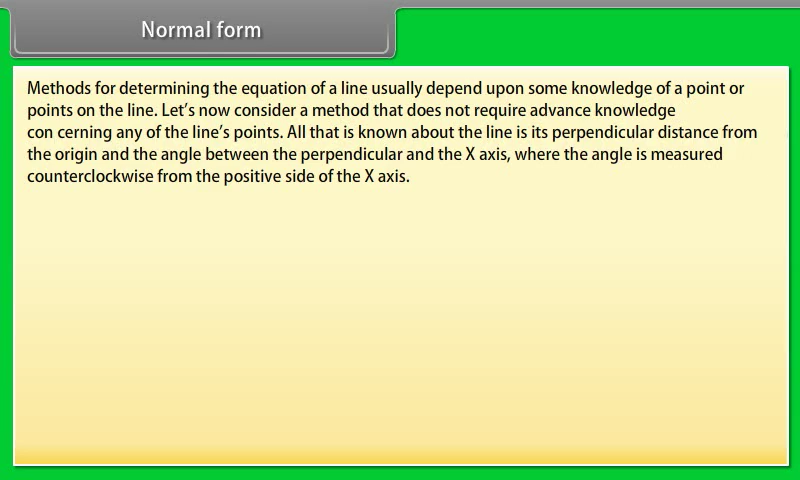 Normal form
Methods for determining the equation of a line usually depend upon some knowledge of a point or
points on the line. Let’s now consider a method that does not require advance knowledge
con cerning any of the line’s points. All that is known about the line is its perpendicular distance from
the origin and the angle between the perpendicular and the X axis, where the angle is measured
counterclockwise from the positive side of the X axis.